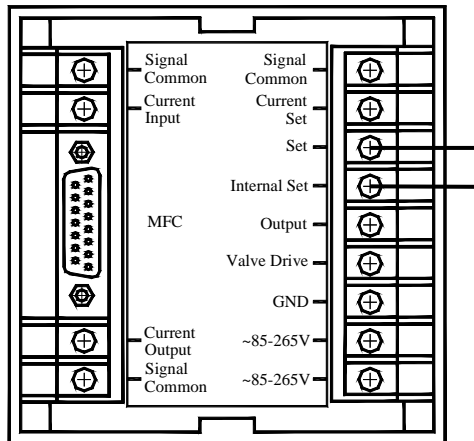 Signal
Common
Current
Input
MFC
Current
Output
Signal
Common
Signal
Common
Current
Set
Set
Internal Set
Output
Valve Drive
GND
~85-265V
~85-265V